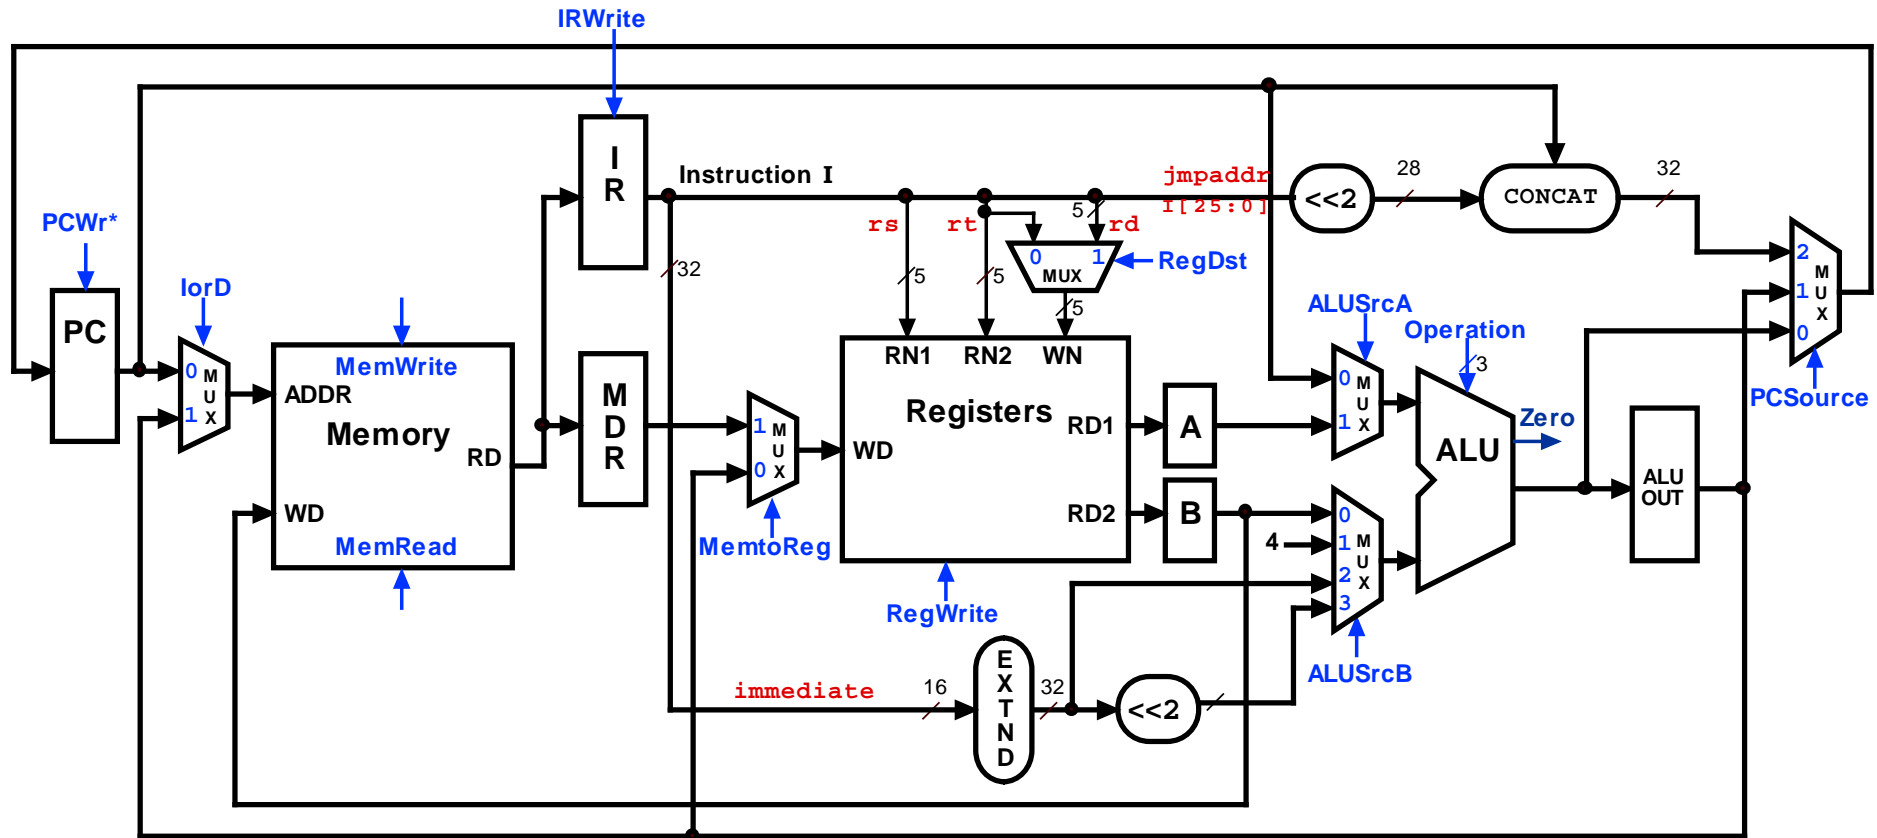 IRWrite
I
R
Instruction I
jmpaddr
I[25:0]
<<2
28
CONCAT
32
rs
rt
5
rd
PCWr*
PC
IorD
0
M
U
X
1
MemWrite
ADDR
Memory
RD
WD
MemRead
32
M
D
R
1
M
U
X
0
MemtoReg
5
5
0
1
MUX
RegDst
5
RN1
RN2
WN
Registers
RD1
WD
RD2
RegWrite
A
B
4
ALUSrcA
0
M
U
X
1
Operation
3
ALU
Zero
0
1
2
3
M
U
X
ALUSrcB
ALU
OUT
2
M
1
U
X
0
PCSource
immediate
16
E
X
T
N
D
32
<<2